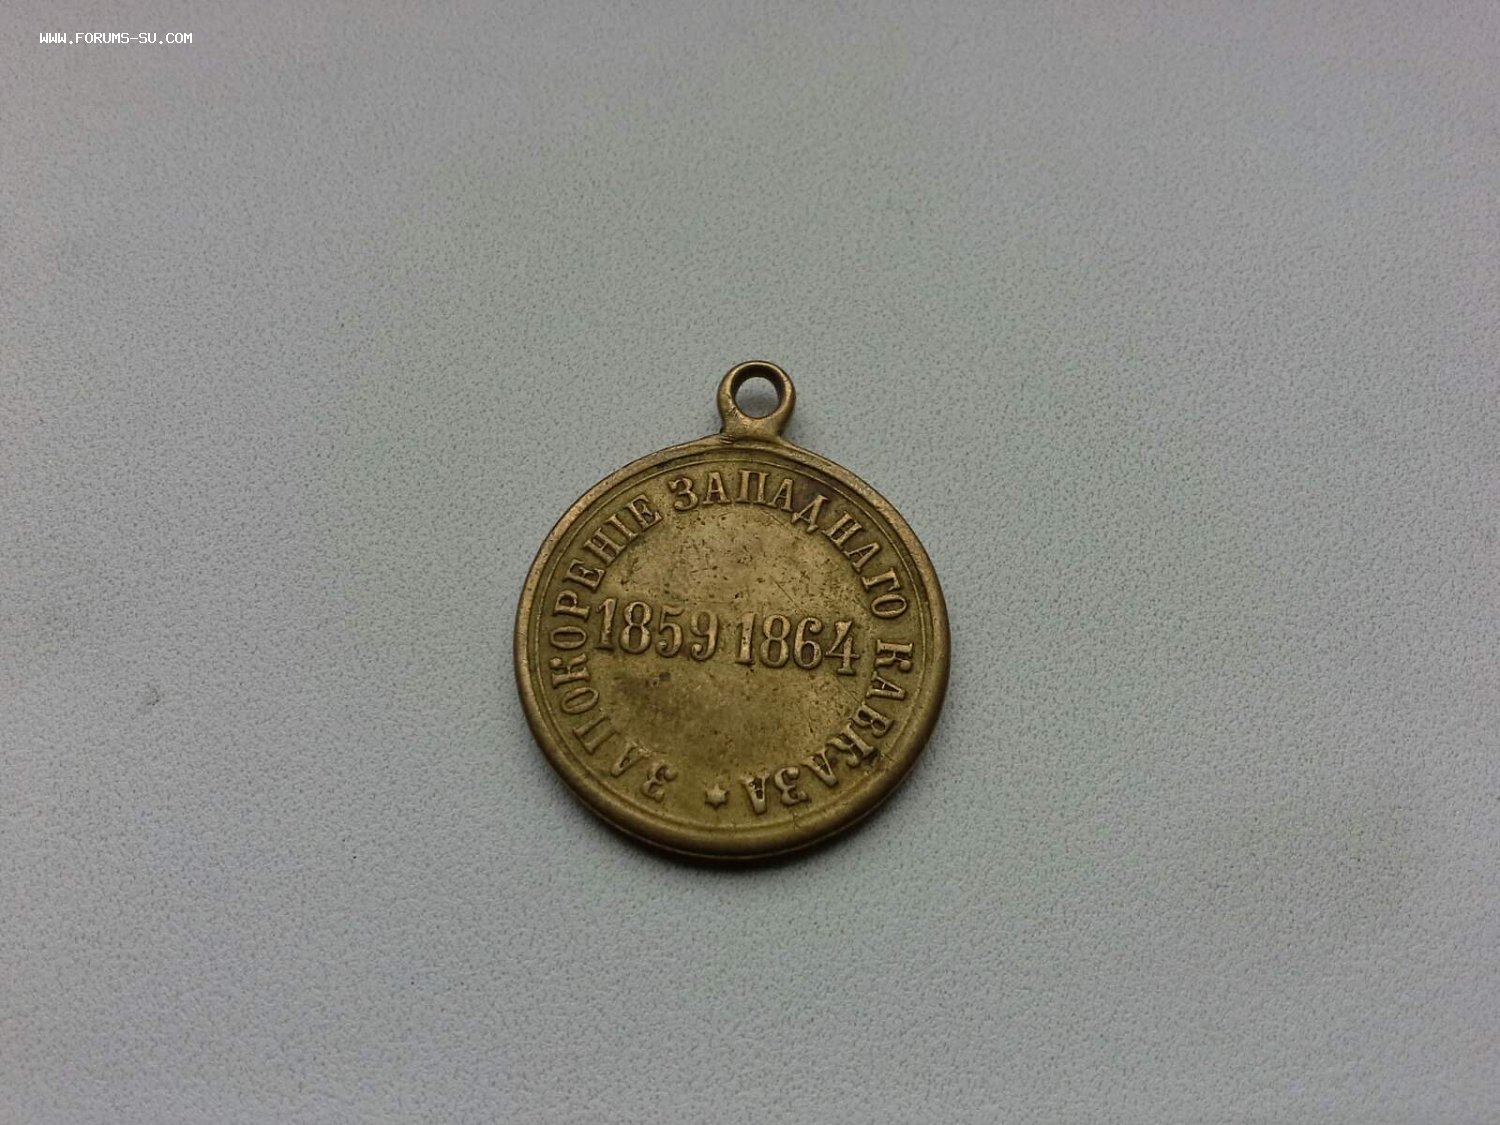 WWW.FORUMS-SU.COM
ЗА ПОКОРЕНІЕ ЗАПАДНАГО КАВКАЗА
1859 1864